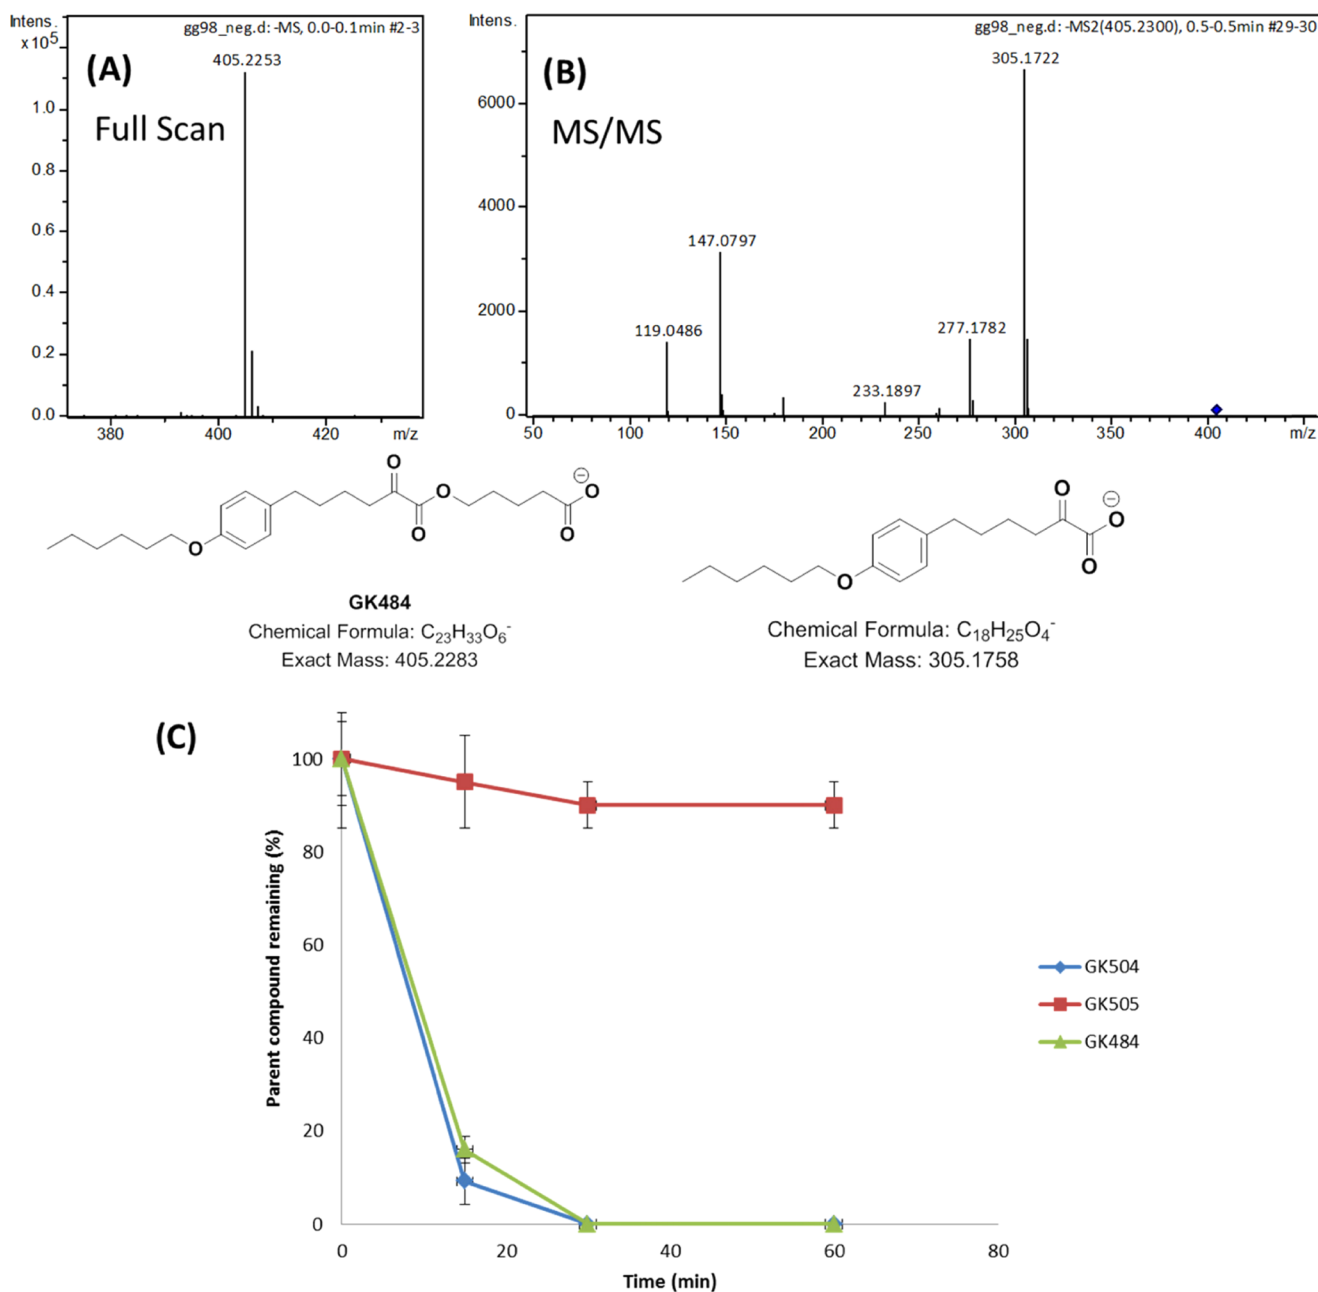 Intens.
x10⁵
gg98_neg.d: -MS, 0.0-0.1min #2-3
405.2253
(A)
Full Scan
1.0
0.8
0.6
0.4
0.2
0.0
380
400
420
m/z
Intens.
gg98_neg.d: -MS2(405.2300), 0.5-0.5min #29-30
305.1722
(B)
MS/MS
6000
4000
2000
0
147.0797
119.0486
277.1782
233.1897
50
100
150
200
250
300
350
400
m/z
O
O
O
O
O
O
⊖
GK484
Chemical Formula: C₂₃H₃₃O₆⁻
Exact Mass: 405.2283
O
O
O
O
⊖
Chemical Formula: C₁₈H₂₅O₄⁻
Exact Mass: 305.1758
(C)
Parent compound remaining (%)
100
80
60
40
20
0
0
20
40
60
80
Time (min)
GK504
GK505
GK484